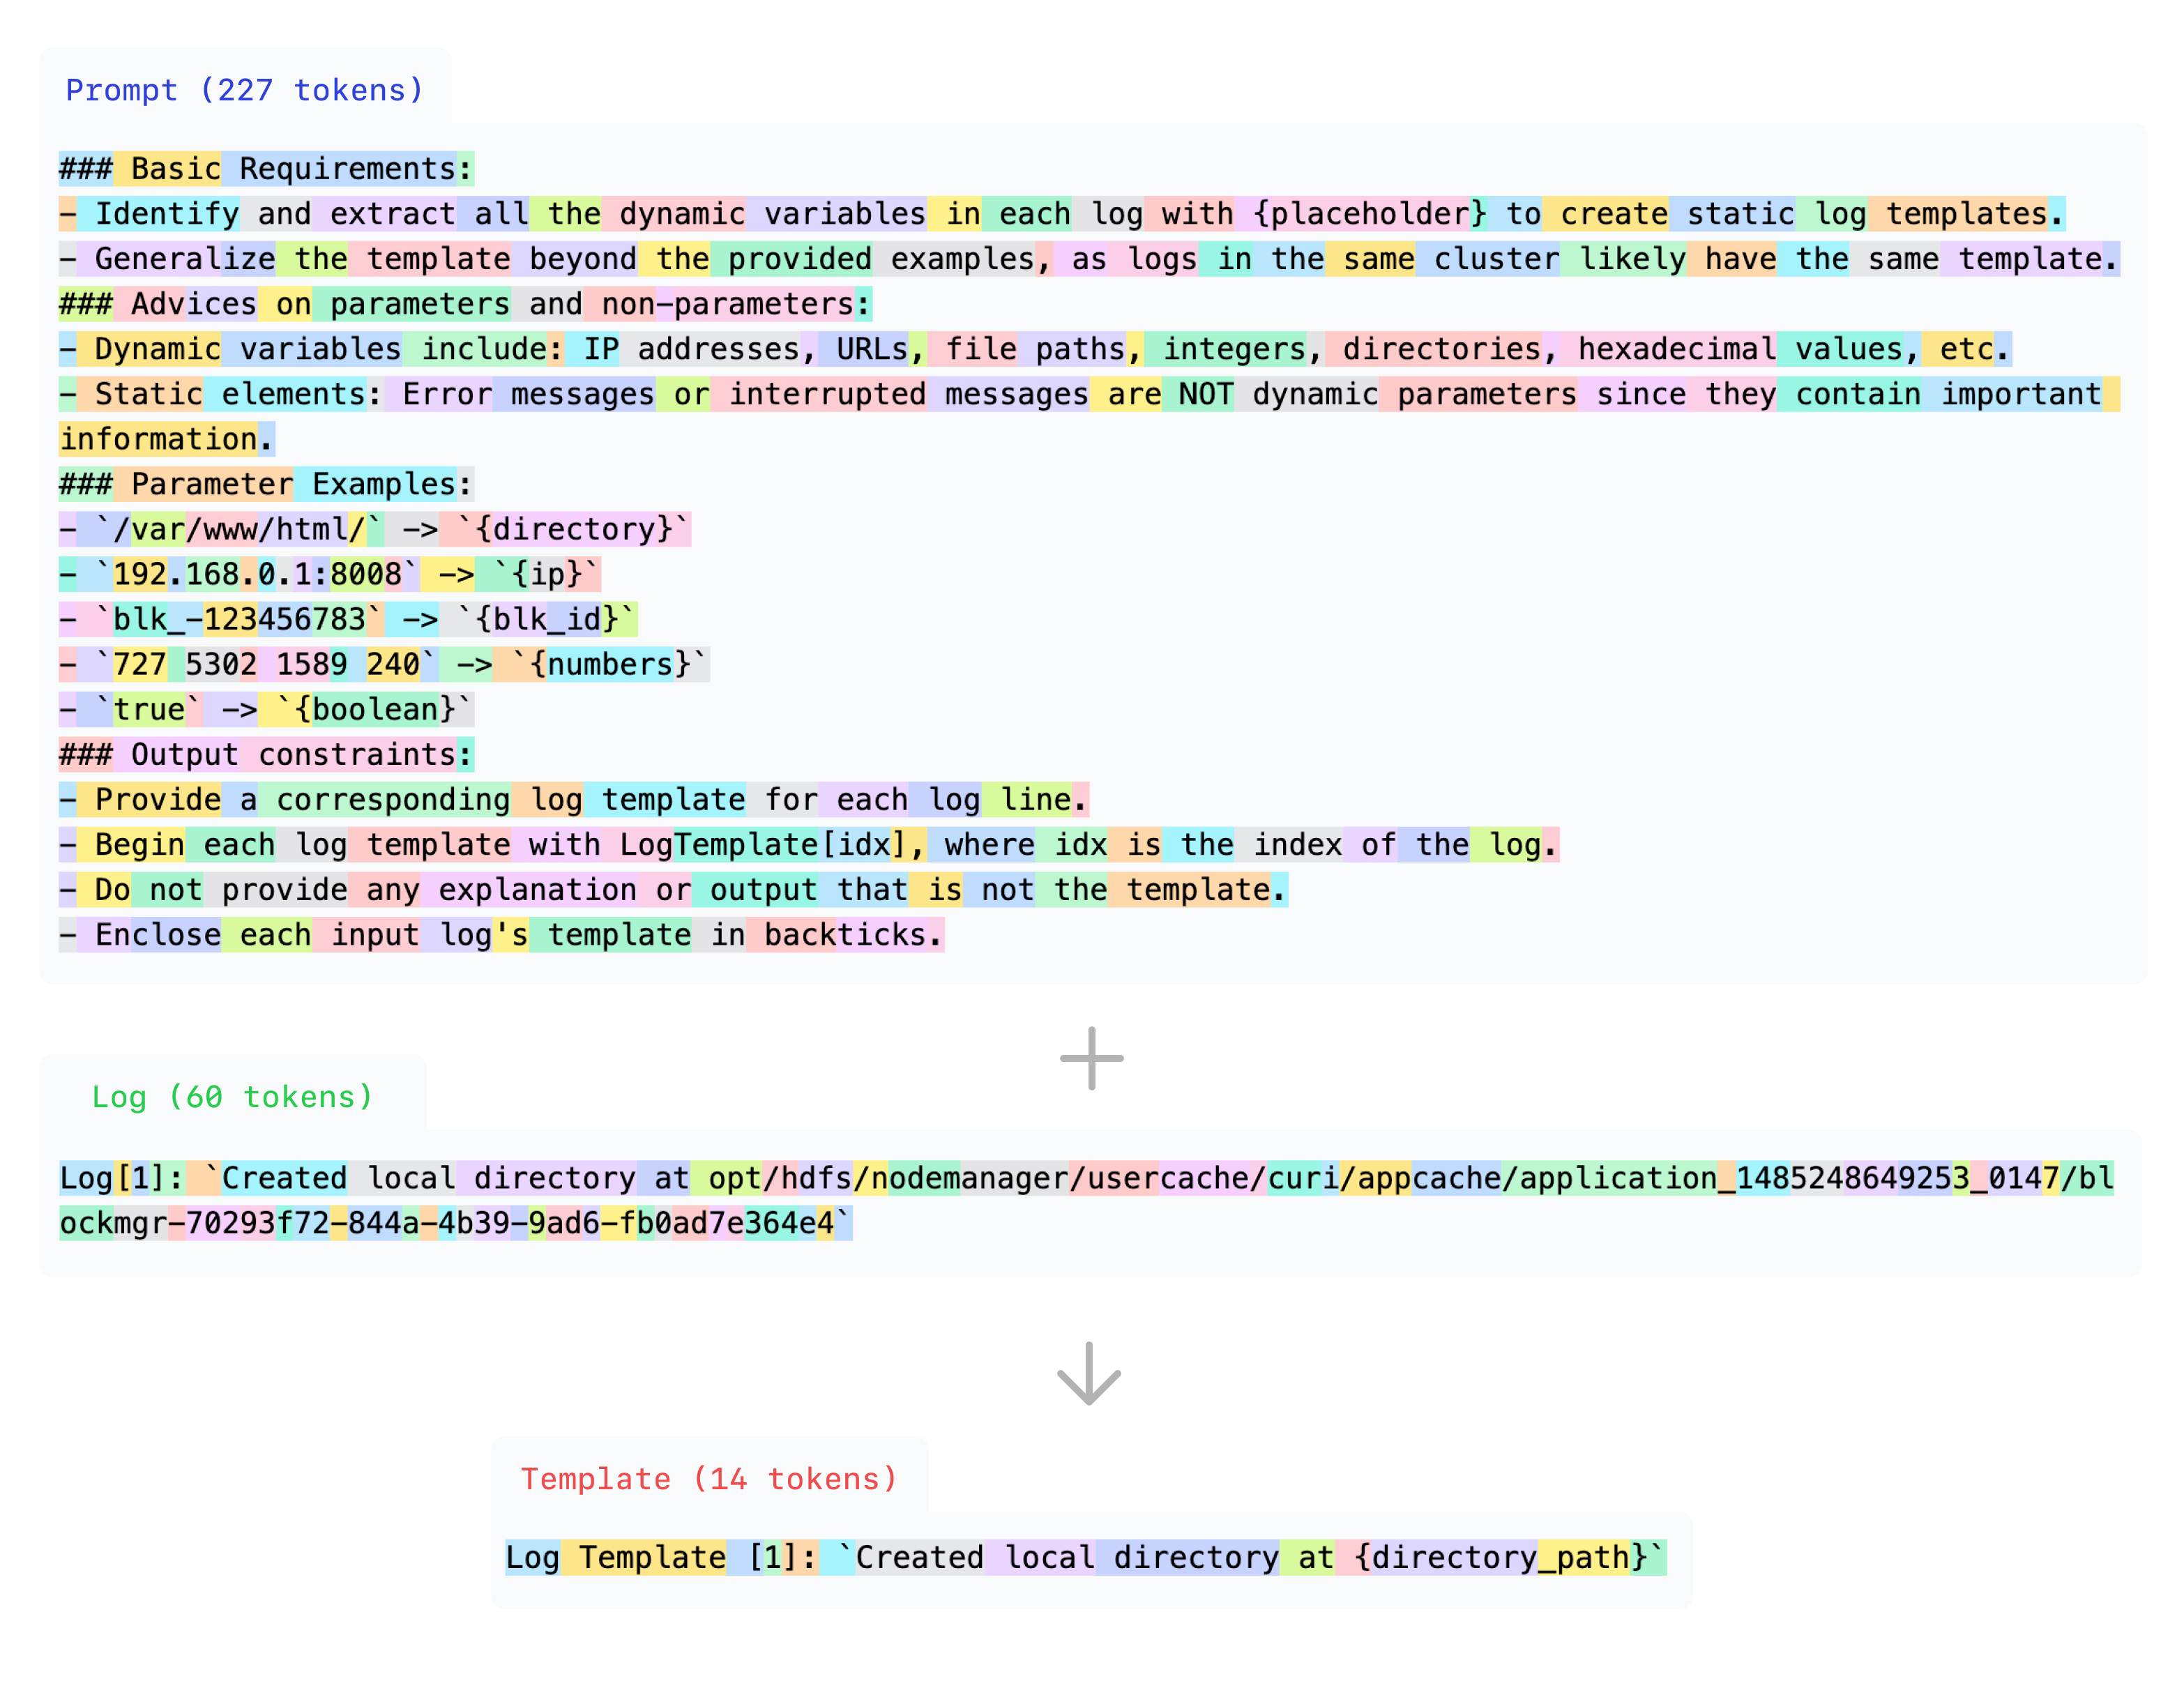 Prompt (227 tokens)
### Basic Requirements:
- Identify and extract all the dynamic variables in each log with {placeholder} to create static log templates.
- Generalize the template beyond the provided examples, as logs in the same cluster likely have the same template.
### Advices on parameters and non-parameters:
- Dynamic variables include: IP addresses, URLs, file paths, integers, directories, hexadecimal values, etc.
- Static elements: Error messages or interrupted messages are NOT dynamic parameters since they contain important
information.
### Parameter Examples:
- `/var/www/html/` -> `{directory}`
- `192.168.0.1:8008` -> `{ip}`
- `blk_-123456783` -> `{blk_id}`
- `727 5302 1589 240` -> `{numbers}`
- `true` -> `{boolean}`
### Output constraints:
- Provide a corresponding log template for each log line.
- Begin each log template with LogTemplate[idx], where idx is the index of the log.
- Do not provide any explanation or output that is not the template.
- Enclose each input log's template in backticks.
Log (60 tokens)
Log[1]: `Created local directory at opt/hdfs/nodemanager/usercache/curi/appcache/application_1485248649253_0147/bl
ockmgr-70293f72-844a-4b39-9ad6-fb0ad7e364e4`
Template (14 tokens)
Log Template [1]: `Created local directory at {directory_path}`